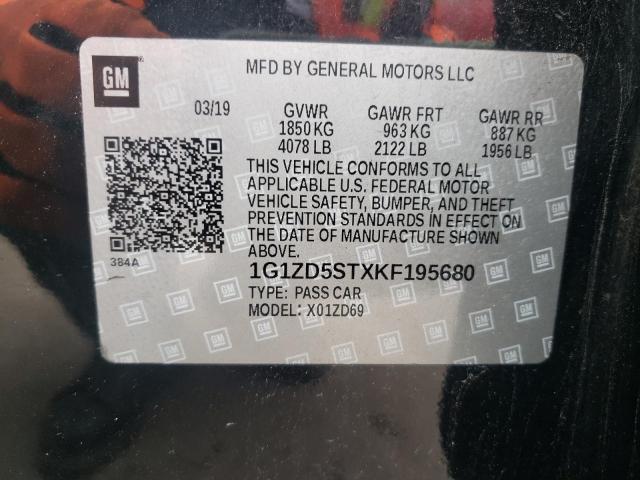 GM
MFD BY GENERAL MOTORS LLC
03/19 GVWR GAWR FRT GAWR RR
1850 KG 963 KG 887 KG
4078 LB 2122 LB 1956 LB
THIS VEHICLE CONFORMS TO ALL
APPLICABLE U.S. FEDERAL MOTOR
VEHICLE SAFETY, BUMPER, AND THEFT
PREVENTION STANDARDS IN EFFECT ON
THE DATE OF MANUFACTURE SHOWN
ABOVE.
384A
1G1ZD5STXKF195680
TYPE: PASS CAR
MODEL: X01ZD69